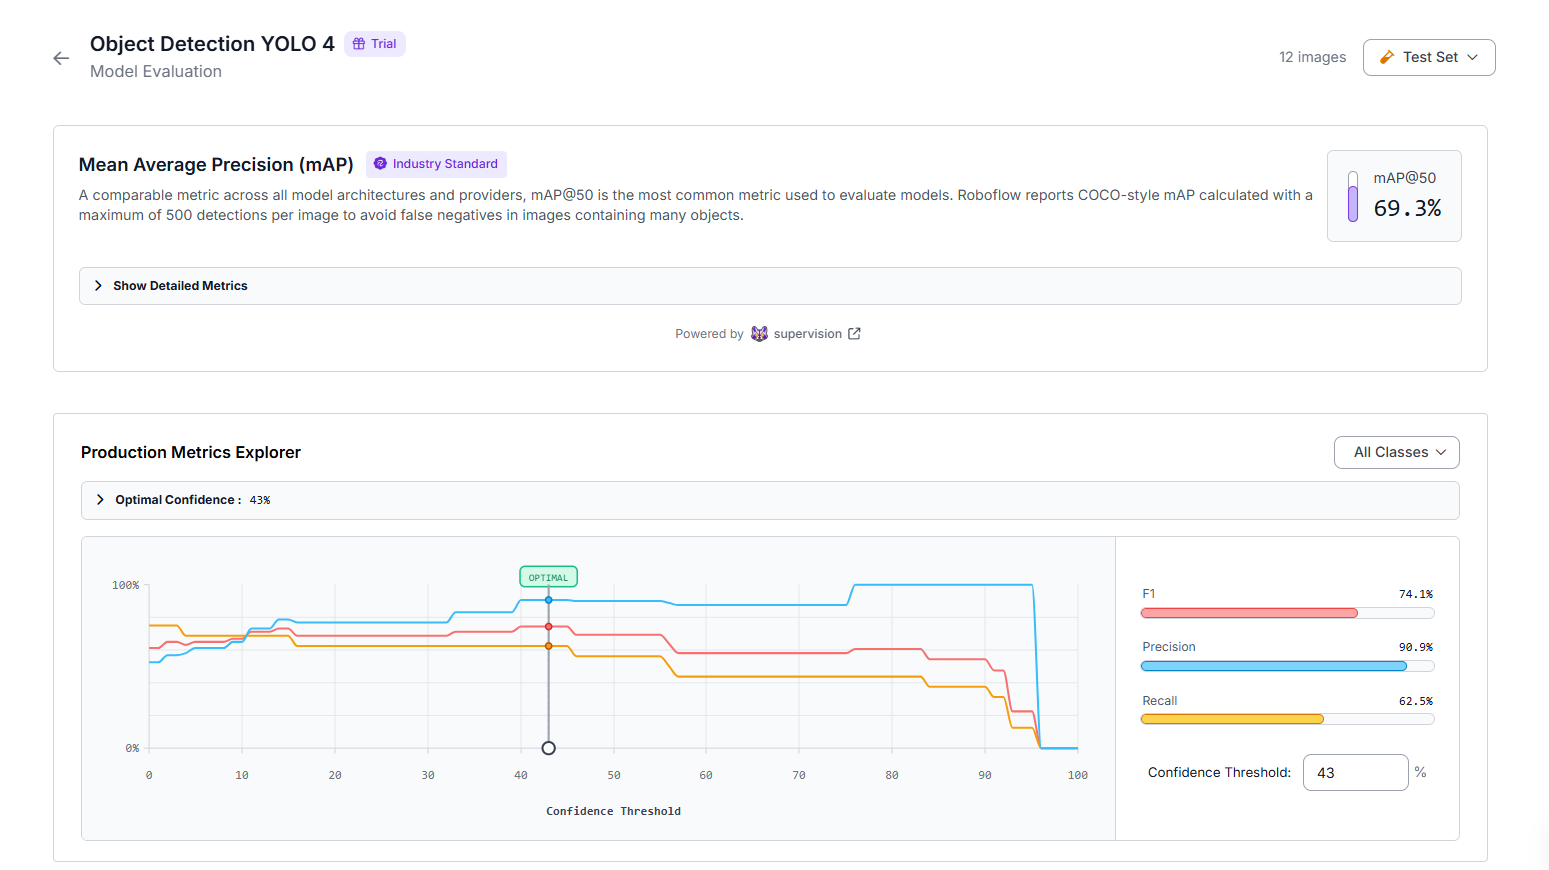 Object Detection YOLO 4
Trial
Model Evaluation
12 images
Test Set
Mean Average Precision (mAP)
Industry Standard
A comparable metric across all model architectures and providers, mAP@50 is the most common metric used to evaluate models. Roboflow reports COCO-style mAP calculated with a
maximum of 500 detections per image to avoid false negatives in images containing many objects.
mAP@50
69.3%
Show Detailed Metrics
Powered by supervision
Production Metrics Explorer
All Classes
Optimal Confidence : 43%
OPTIMAL
100%
0%
0 10 20 30 40 50 60 70 80 90 100
Confidence Threshold
F1 74.1%
Precision 90.9%
Recall 62.5%
Confidence Threshold: 43 %